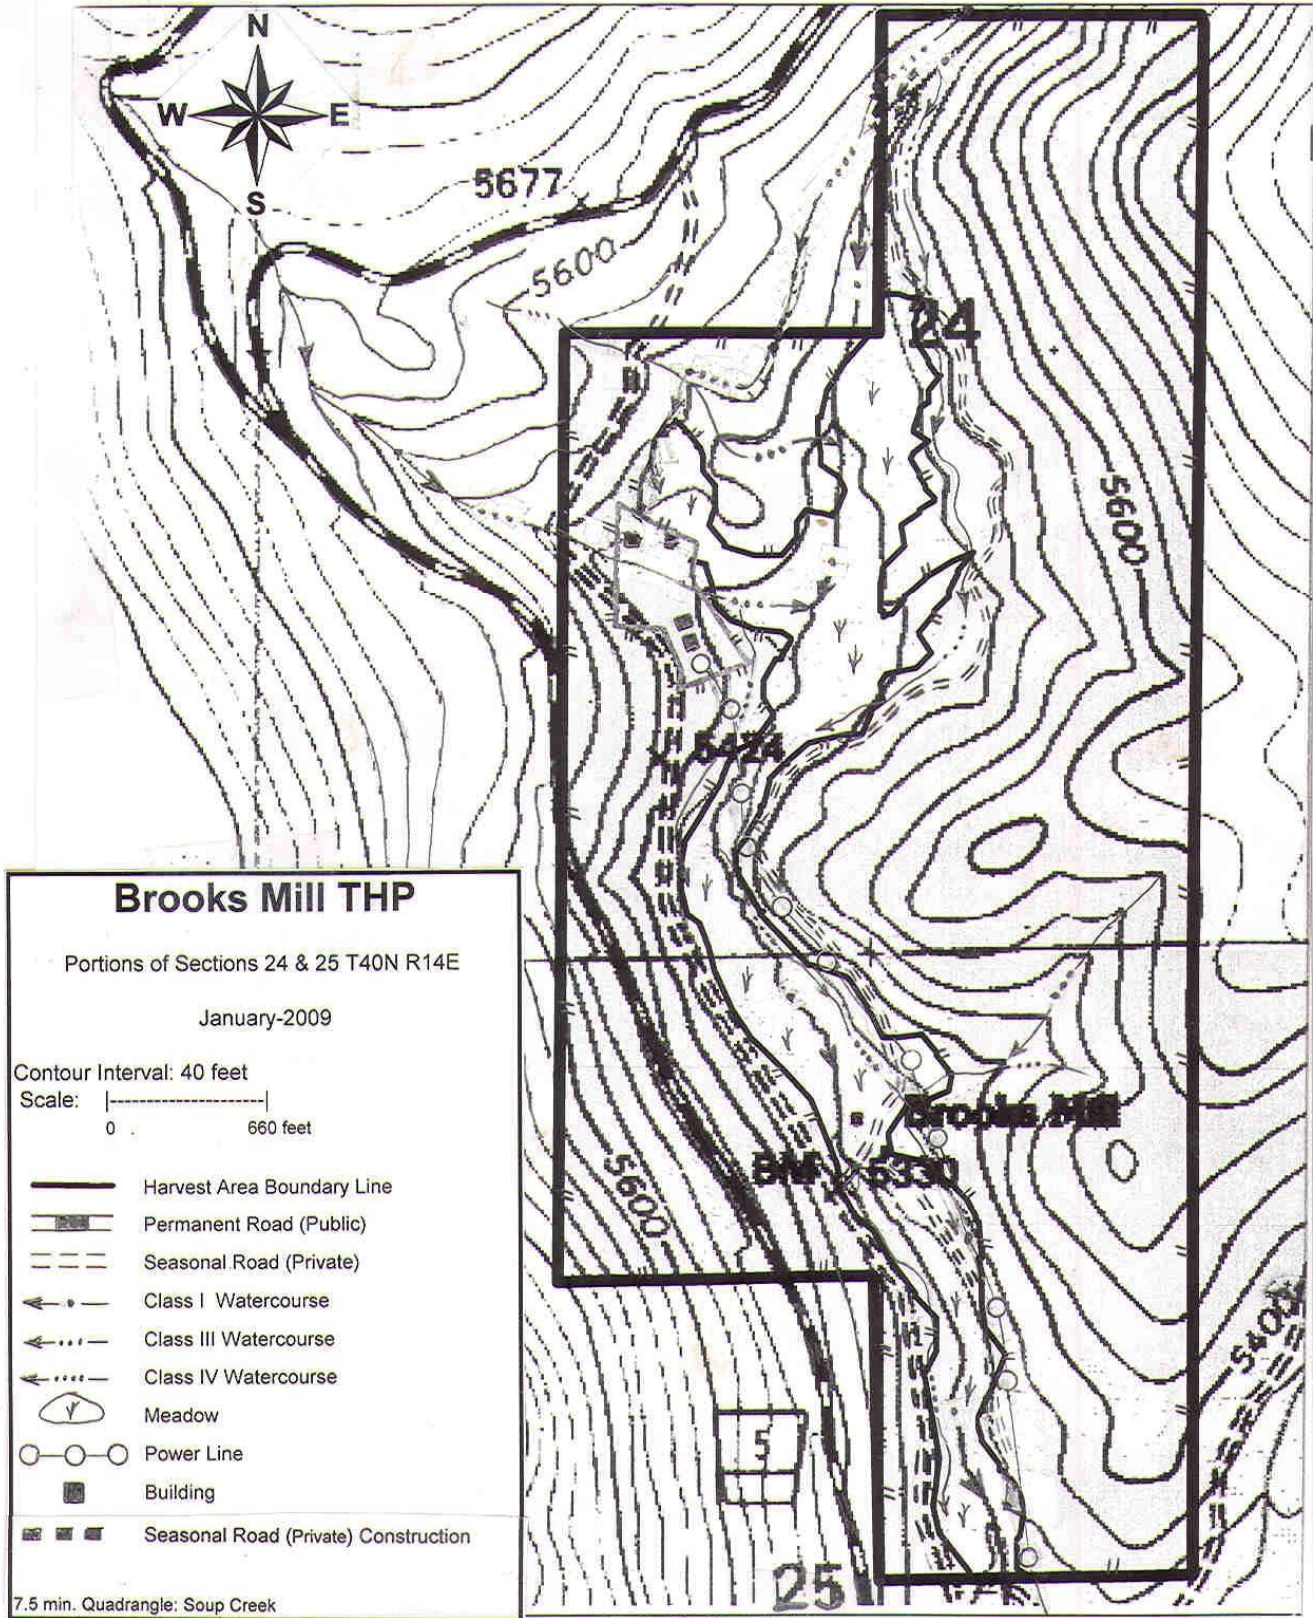 N
W E
S
5677
5600
24
5600
5424
Brooks Mill
BM 5330
5600
5400
5
25
Brooks Mill THP
Portions of Sections 24 & 25 T40N R14E
January-2009
Contour Interval: 40 feet
Scale: |--------------------|
0 660 feet
Harvest Area Boundary Line
Permanent Road (Public)
Seasonal Road (Private)
Class I Watercourse
Class III Watercourse
Class IV Watercourse
Meadow
Power Line
Building
Seasonal Road (Private) Construction
7.5 min. Quadrangle: Soup Creek